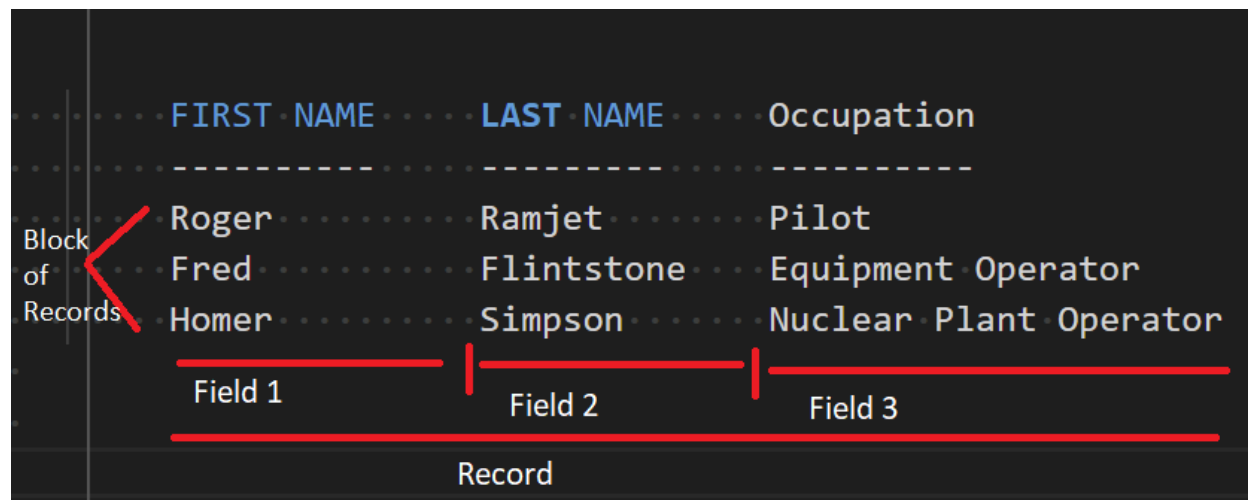 FIRST NAME LAST NAME Occupation
---------- --------- ----------
Roger Ramjet Pilot
Fred Flintstone Equipment Operator
Homer Simpson Nuclear Plant Operator
Block
of
Records
Field 1 Field 2 Field 3
Record